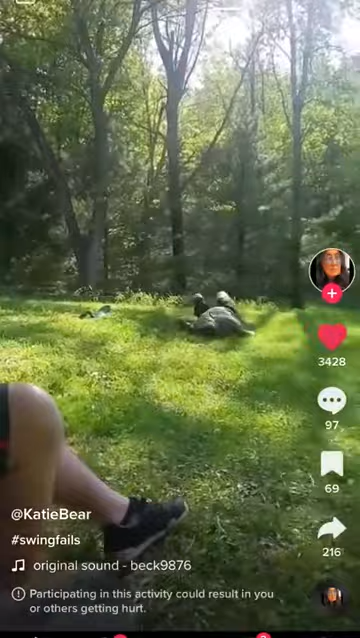 3428
97
69
216
@KatieBear
#swingfails
original sound - beck9876
Participating in this activity could result in you
or others getting hurt.